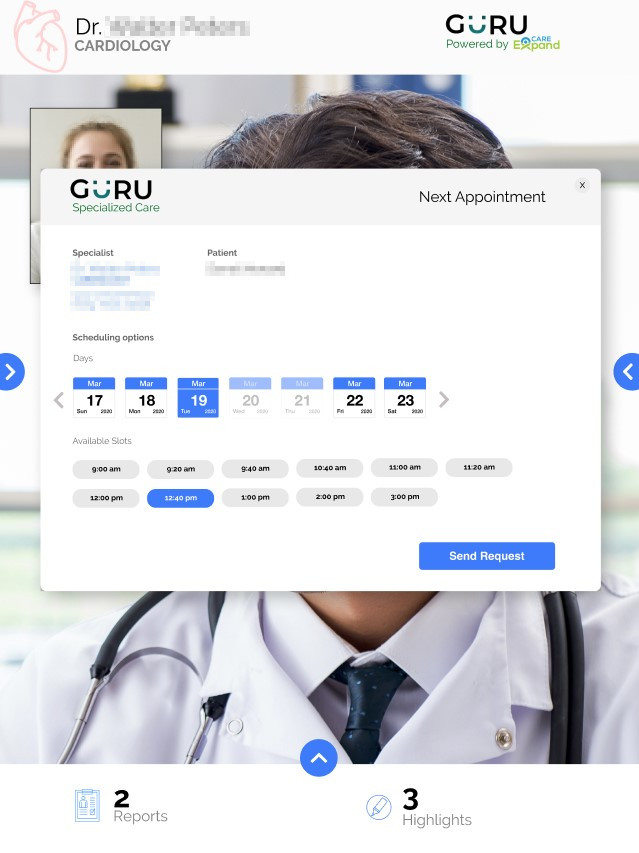 Dr.
CARDIOLOGY
GURU
Powered by CARE EXpand
GURU
Specialized Care
Next Appointment
X
Specialist
Patient
Scheduling options
Days
Mar Mar Mar Mar Mar Mar Mar
17 18 19 20 21 22 23
Sun 2020 Mon 2020 Tue 2020 Wed 2020 Thu 2020 Fri 2020 Sat 2020
Available Slots
9:00 am 9:20 am 9:40 am 10:40 am 11:00 am 11:20 am
12:00 pm 12:40 pm 1:00 pm 2:00 pm 3:00 pm
Send Request
2
Reports
3
Highlights